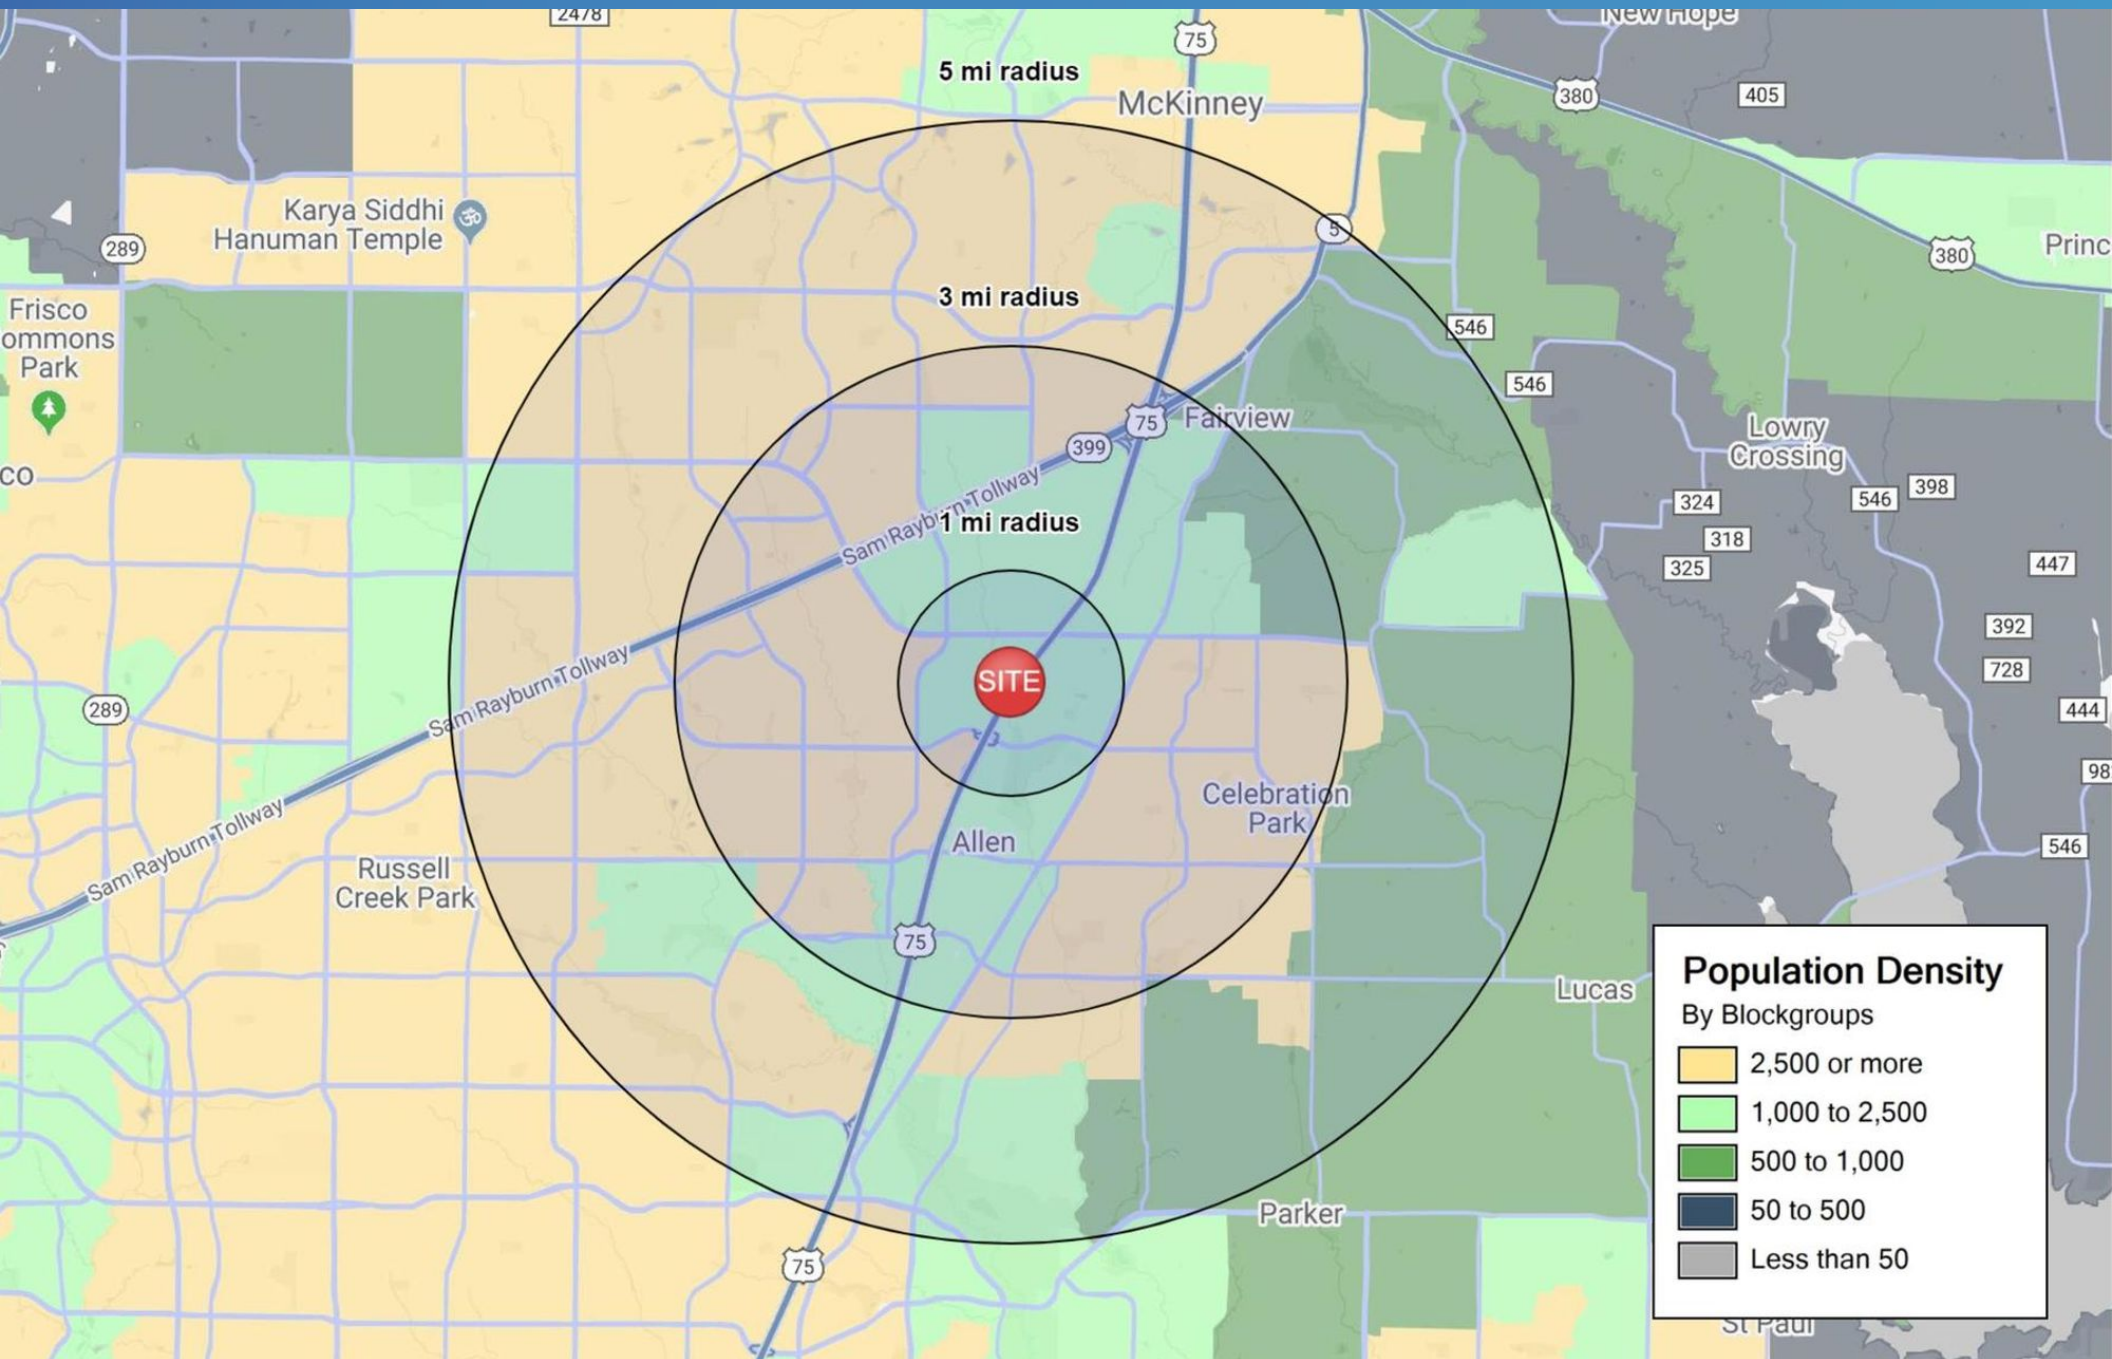 2478
New Hope
75
5 mi radius
380
405
McKinney
Karya Siddhi
Hanuman Temple
289
5
Princ
380
3 mi radius
Frisco
ommons
Park
546
546
75
Fairview
399
Lowry
Crossing
co
Sam Rayburn Tollway
324
546
398
1 mi radius
318
325
447
392
Sam Rayburn Tollway
SITE
728
289
444
98
Celebration
Park
Sam Rayburn Tollway
Allen
546
Russell
Creek Park
75
Lucas
Population Density
By Blockgroups
2,500 or more
1,000 to 2,500
500 to 1,000
50 to 500
Less than 50
Parker
75
St Paul